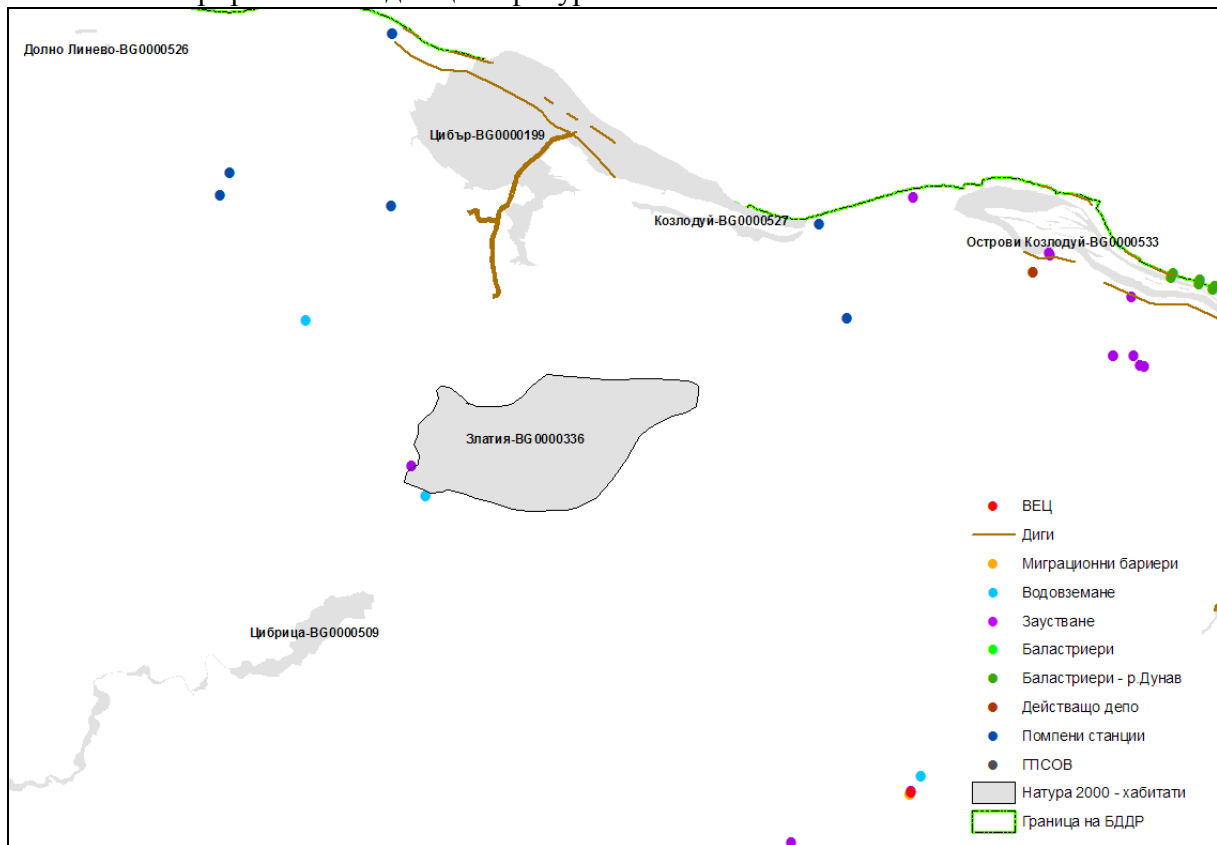 Долно Линево-BG0000526
Цибър-BG0000199
Козлодуй-BG0000527
Острови Козлодуй-BG0000533
Златия-BG0000336
Цибрица-BG0000509
ВЕЦ
Диги
Миграционни бариери
Водовземане
Заустване
Баластриери
Баластриери - р.Дунав
Действащо депо
Помпени станции
ГПСОВ
Натура 2000 - хабитати
Граница на БДДР